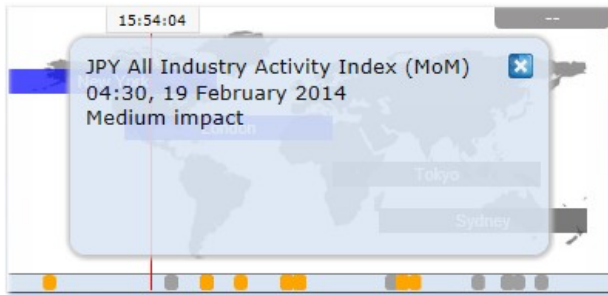 15:54:04
--
JPY All Industry Activity Index (MoM)
04:30, 19 February 2014
Medium impact
New York
London
Tokyo
Sydney